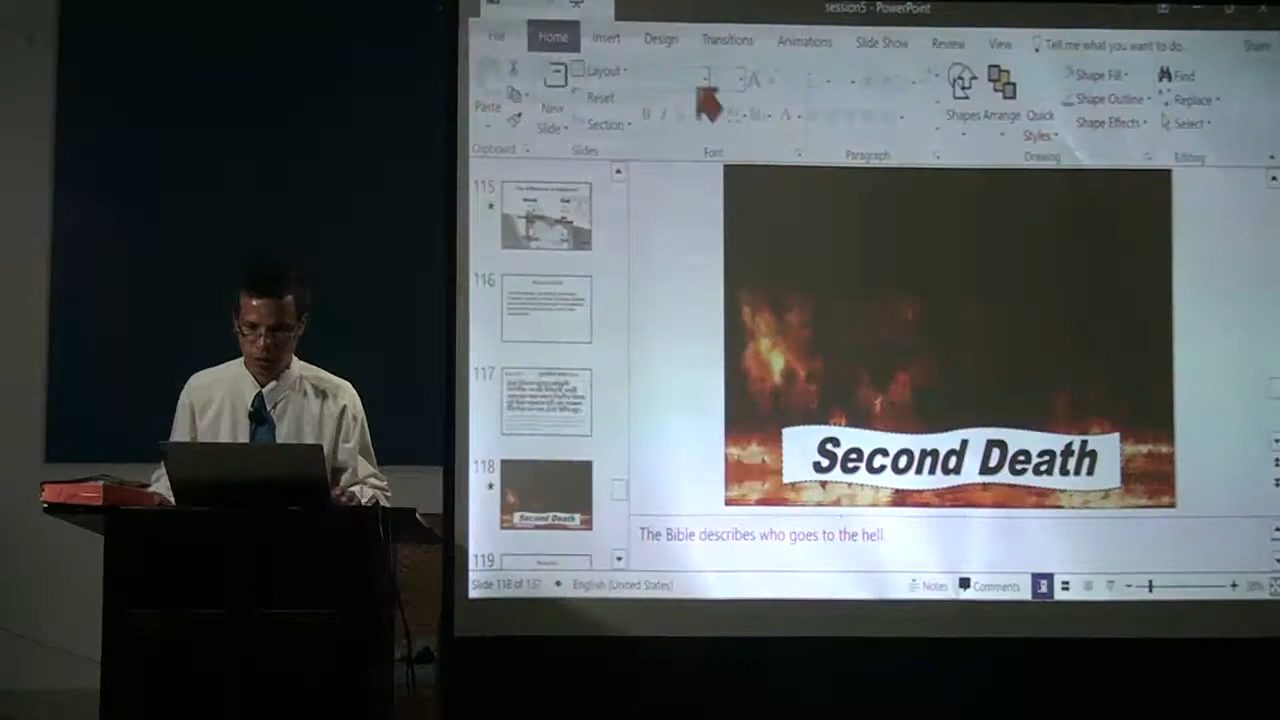 session5 - PowerPoint
File Home Insert Design Transitions Animations Slide Show Review View Tell me what you want to do... Share
Paste
New
Slide
Layout
Reset
Section
Shapes Arrange Quick
Styles
Shape Fill
Shape Outline
Shape Effects
Find
Replace
Select
Clipboard Slides Font Paragraph Drawing Editing
115
116
117
118
Second Death
119
Second Death
The Bible describes who goes to the hell
Slide 118 of 137 English (United States) Notes Comments